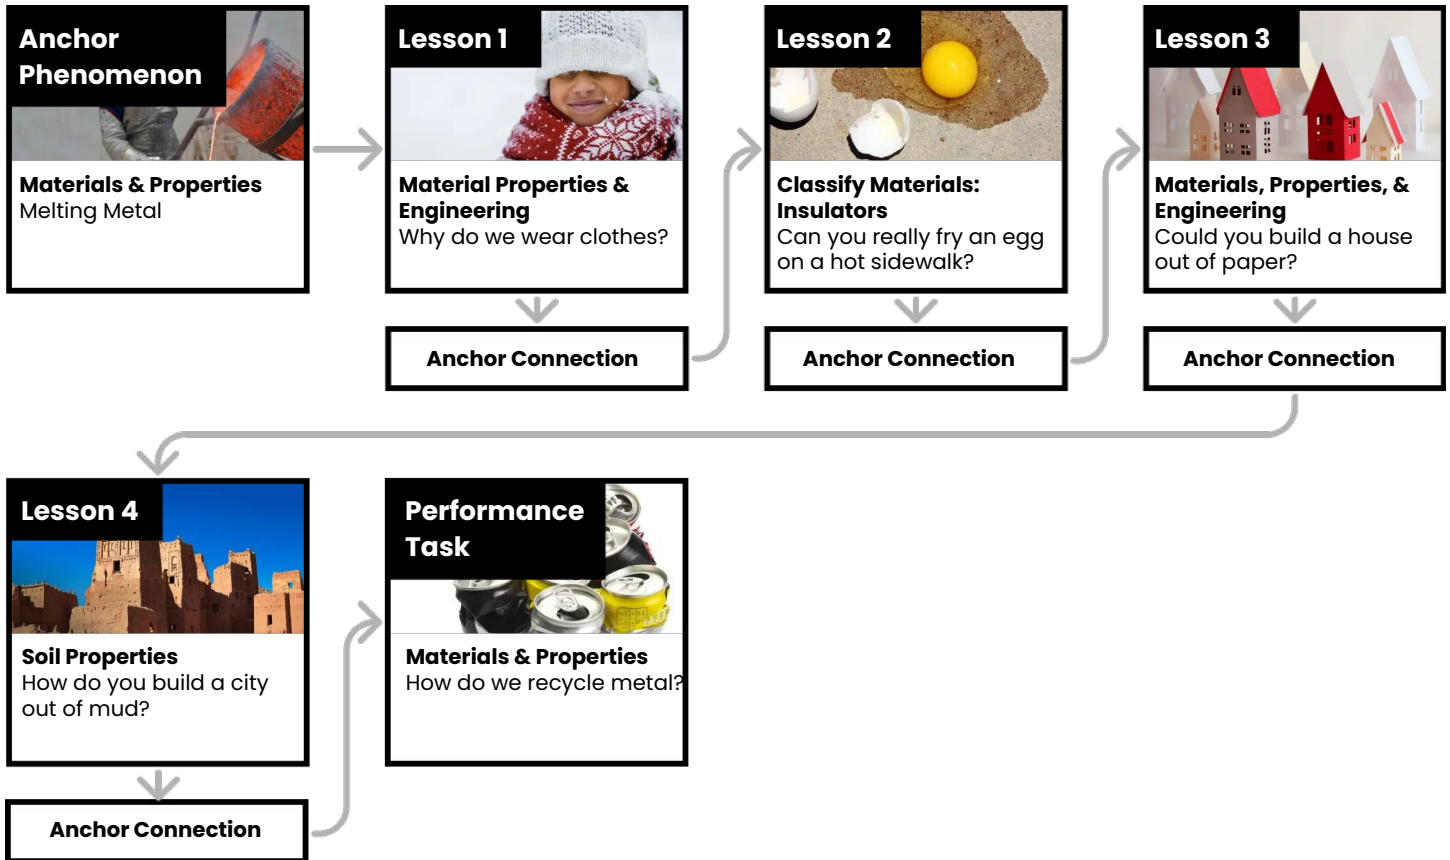 Anchor
Phenomenon
Materials & Properties
Melting Metal
Lesson 1
Material Properties &
Engineering
Why do we wear clothes?
Anchor Connection
Lesson 2
Classify Materials:
Insulators
Can you really fry an egg
on a hot sidewalk?
Anchor Connection
Lesson 3
Materials, Properties, &
Engineering
Could you build a house
out of paper?
Anchor Connection
Lesson 4
Soil Properties
How do you build a city
out of mud?
Anchor Connection
Performance
Task
Materials & Properties
How do we recycle metal?